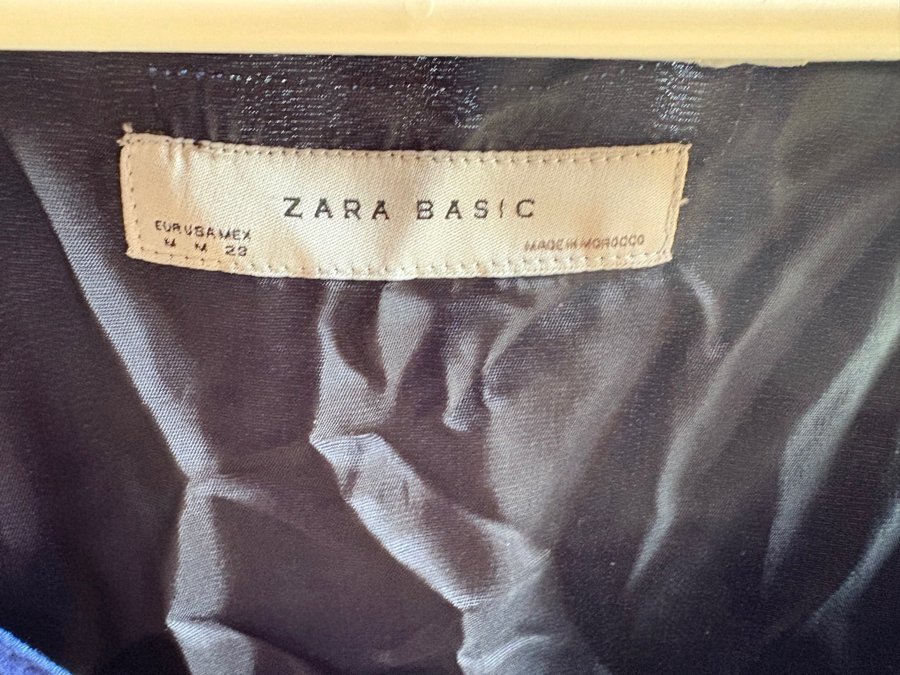 ZARA BASIC
EUR USA MEX
M M 28
MADE IN MOROCCO